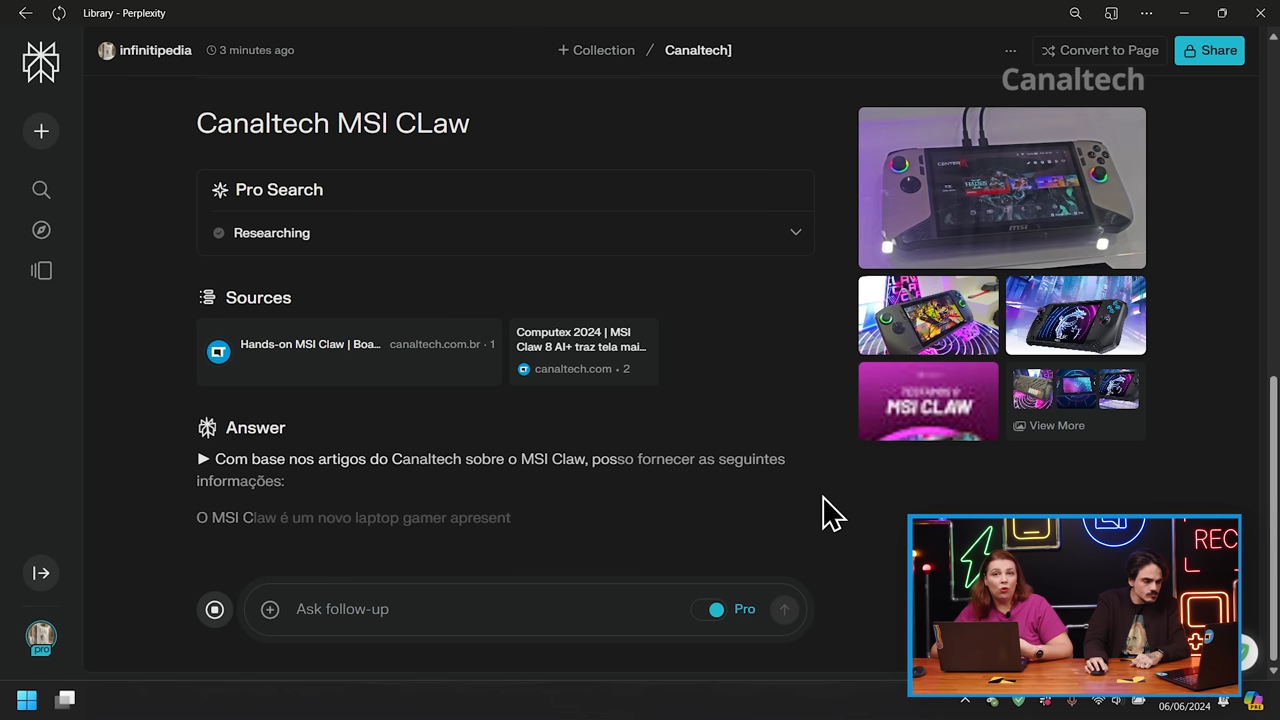 Library - Perplexity
infinitipedia
3 minutes ago
+ Collection / Canaltech]
Convert to Page
Share
Canaltech
Canaltech MSI CLaw
Pro Search
Researching
Sources
Hands-on MSI Claw | Boa... canaltech.com.br · 1
Computex 2024 | MSI
Claw 8 AI+ traz tela mai...
canaltech.com · 2
MSI CLAW
View More
Answer
► Com base nos artigos do Canaltech sobre o MSI Claw, posso fornecer as seguintes
informações:
O MSI Claw é um novo laptop gamer apresent
Ask follow-up
Pro
pro
REC
06/06/2024
PRE